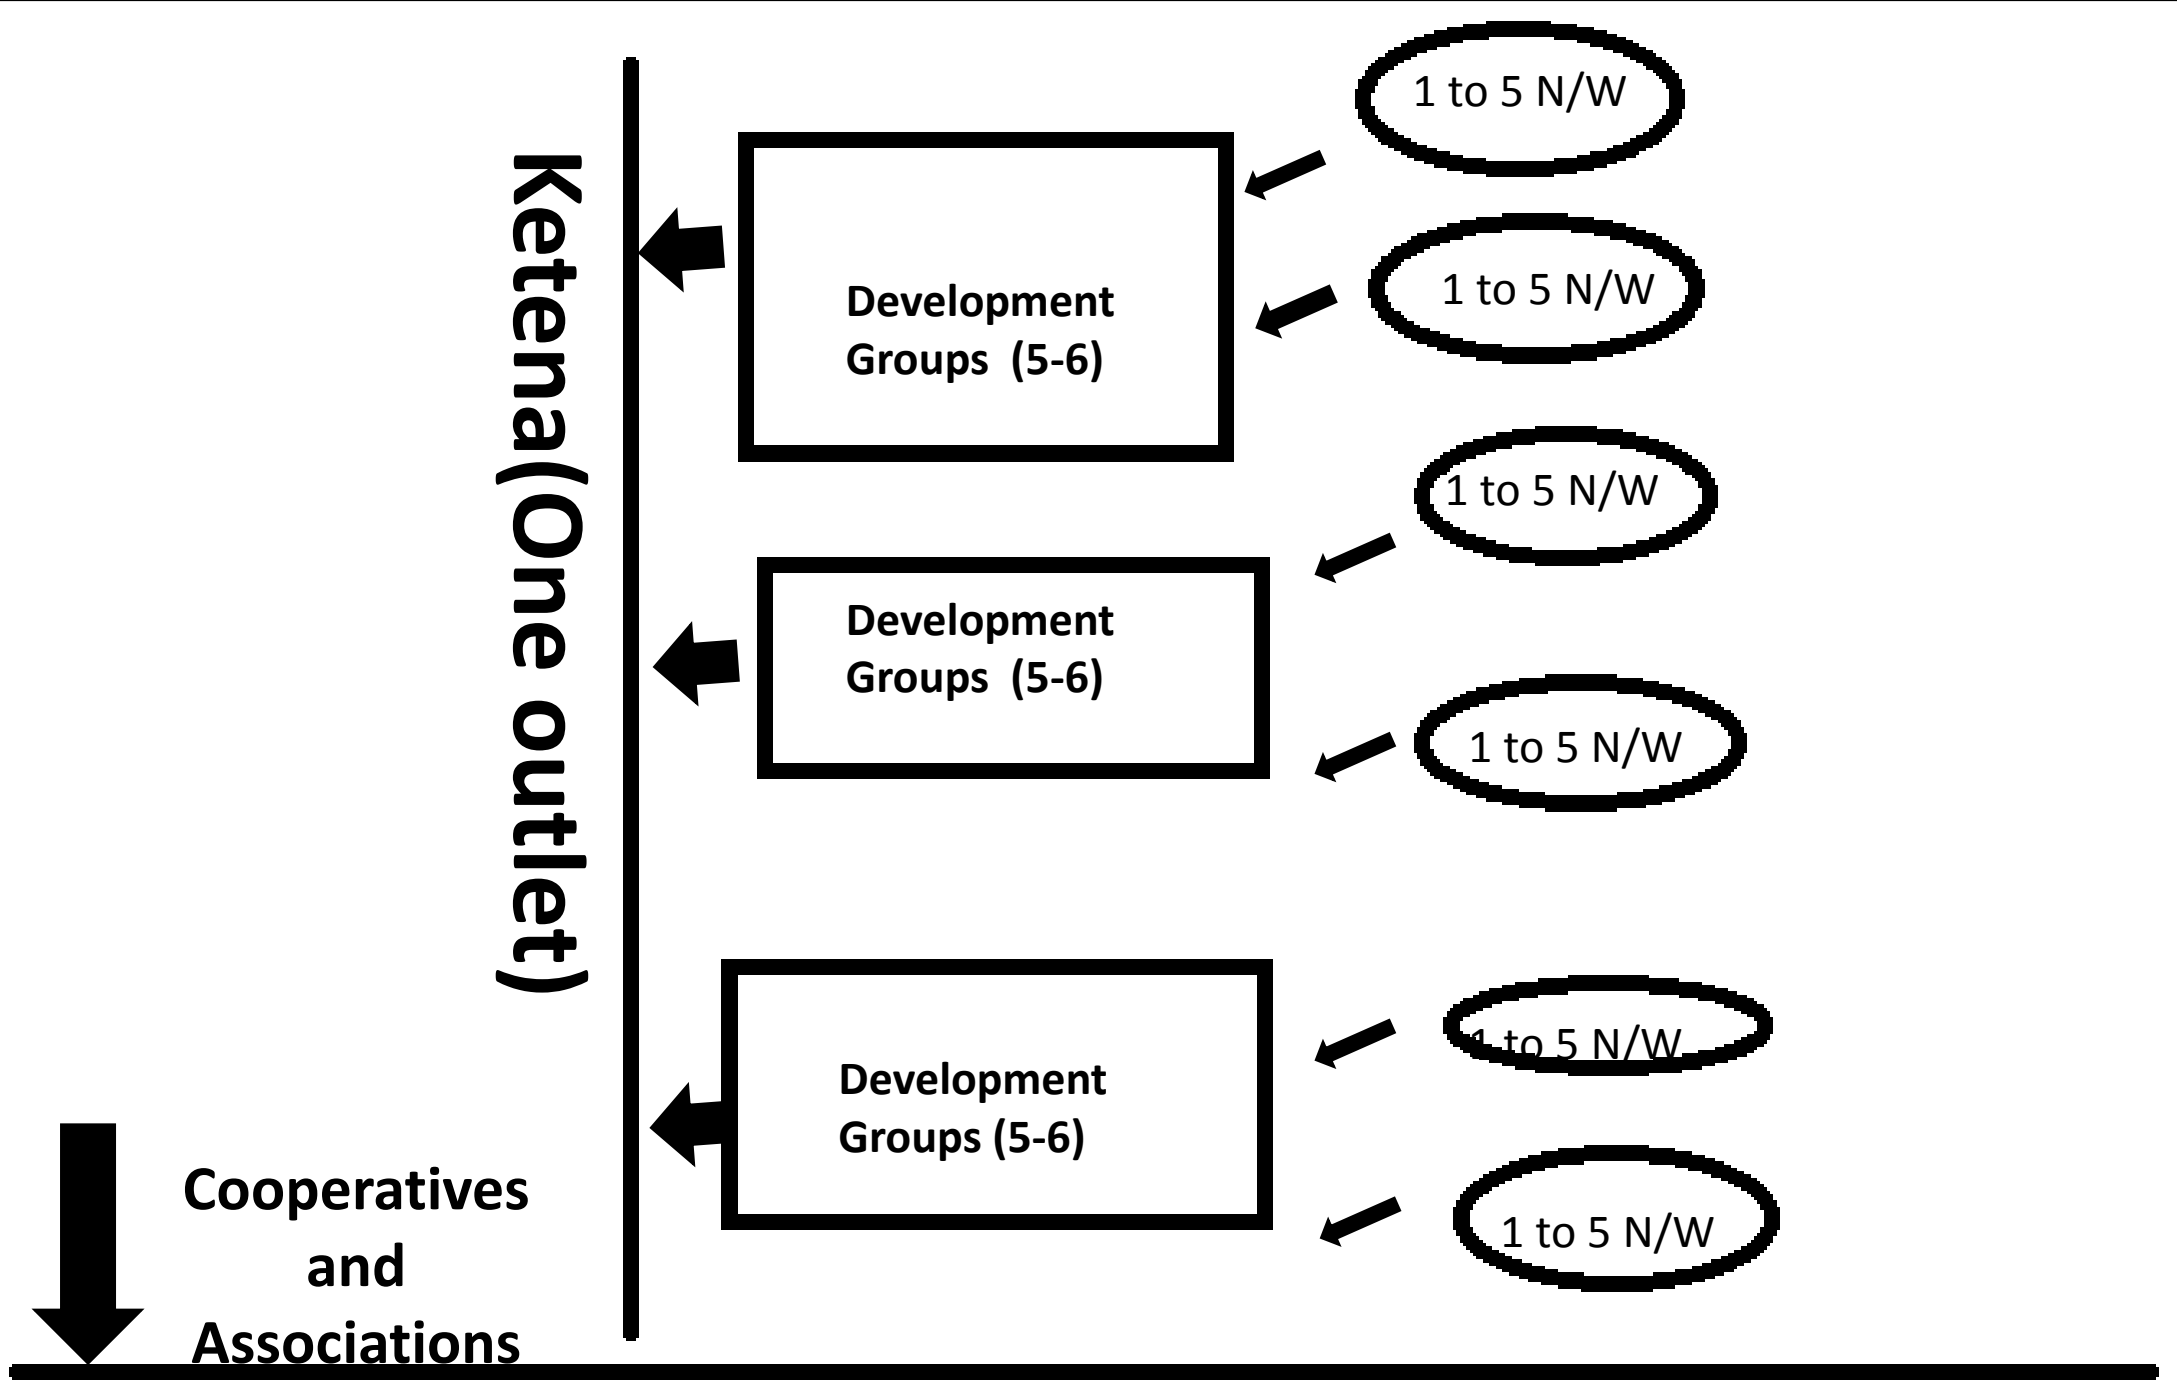 Ketena(One outlet)
1 to 5 N/W
1 to 5 N/W
Development
Groups (5-6)
1 to 5 N/W
Development
Groups (5-6)
1 to 5 N/W
1 to 5 N/W
Development
Groups (5-6)
1 to 5 N/W
Cooperatives
and
Associations